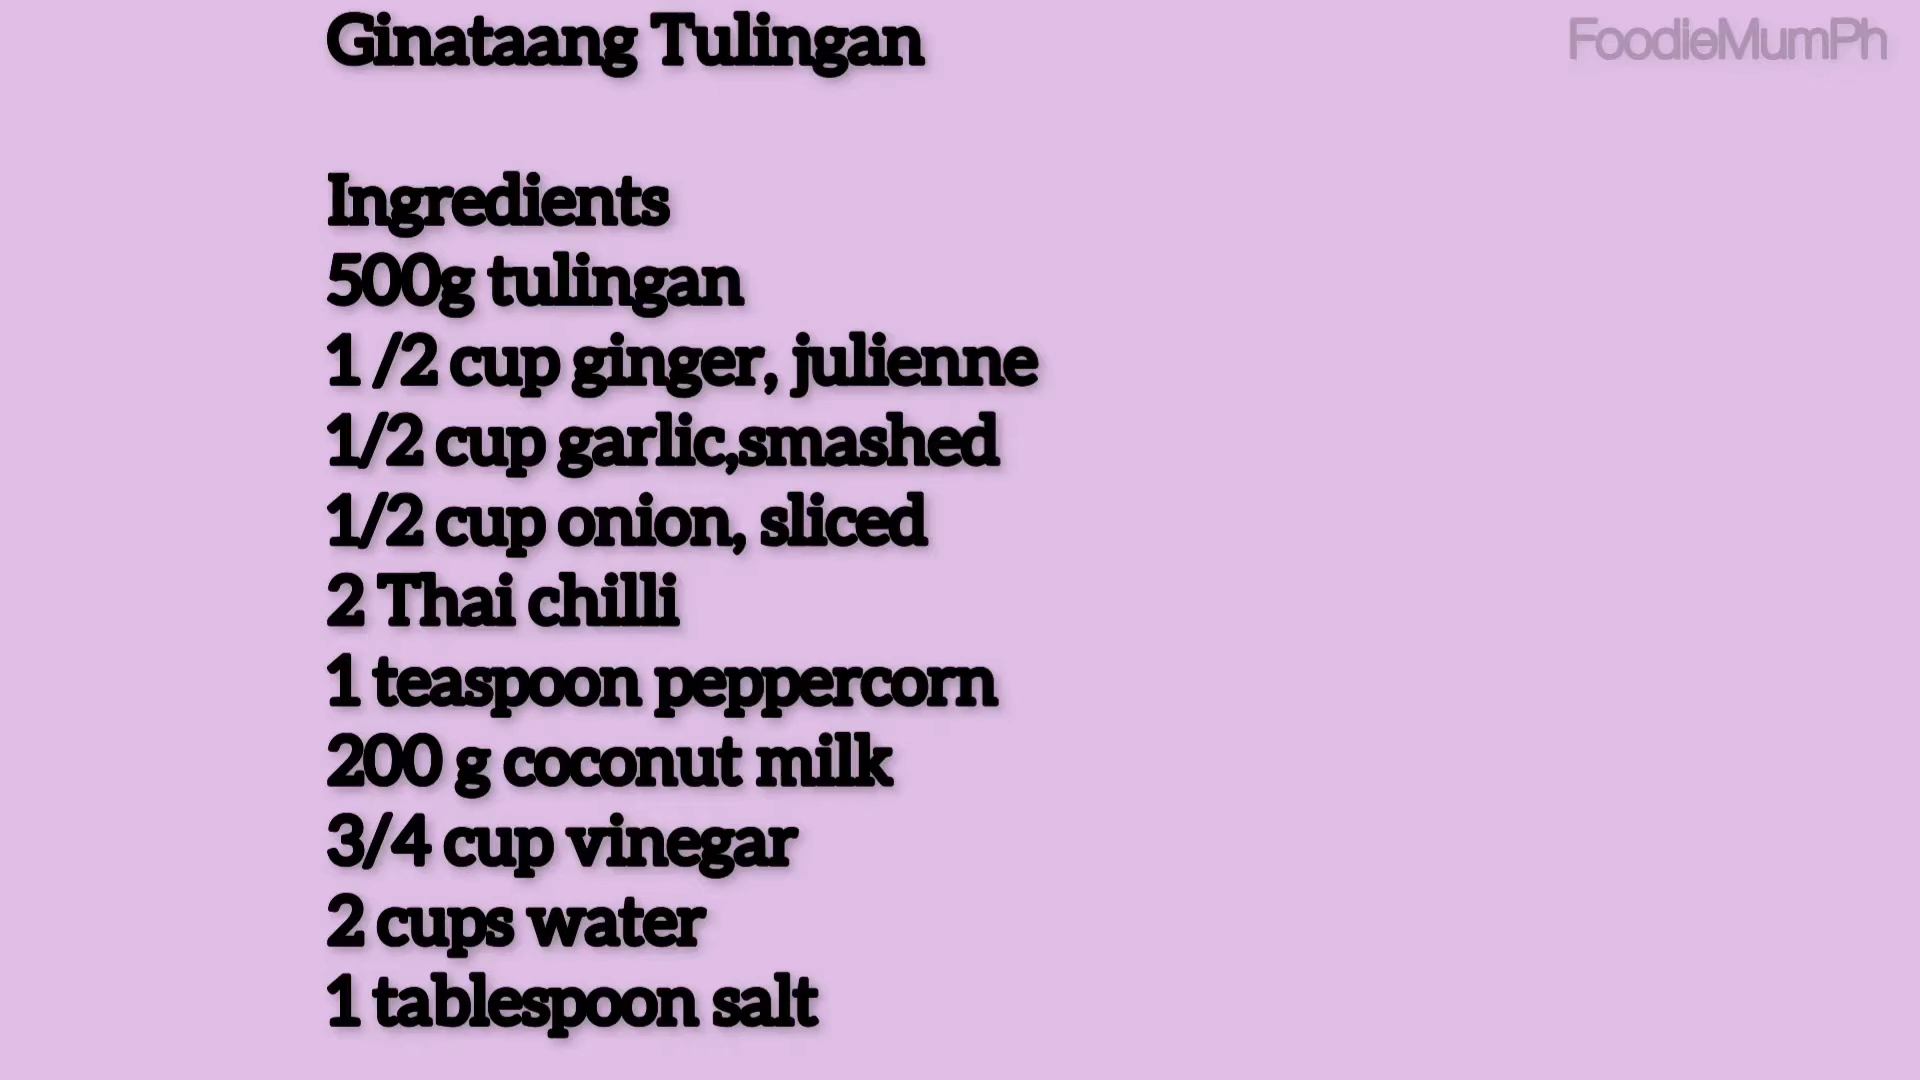 Ginataang Tulingan
FoodieMumPh
Ingredients
500g tulingan
1 /2 cup ginger, julienne
1/2 cup garlic,smashed
1/2 cup onion, sliced
2 Thai chilli
1 teaspoon peppercorn
200 g coconut milk
3/4 cup vinegar
2 cups water
1 tablespoon salt